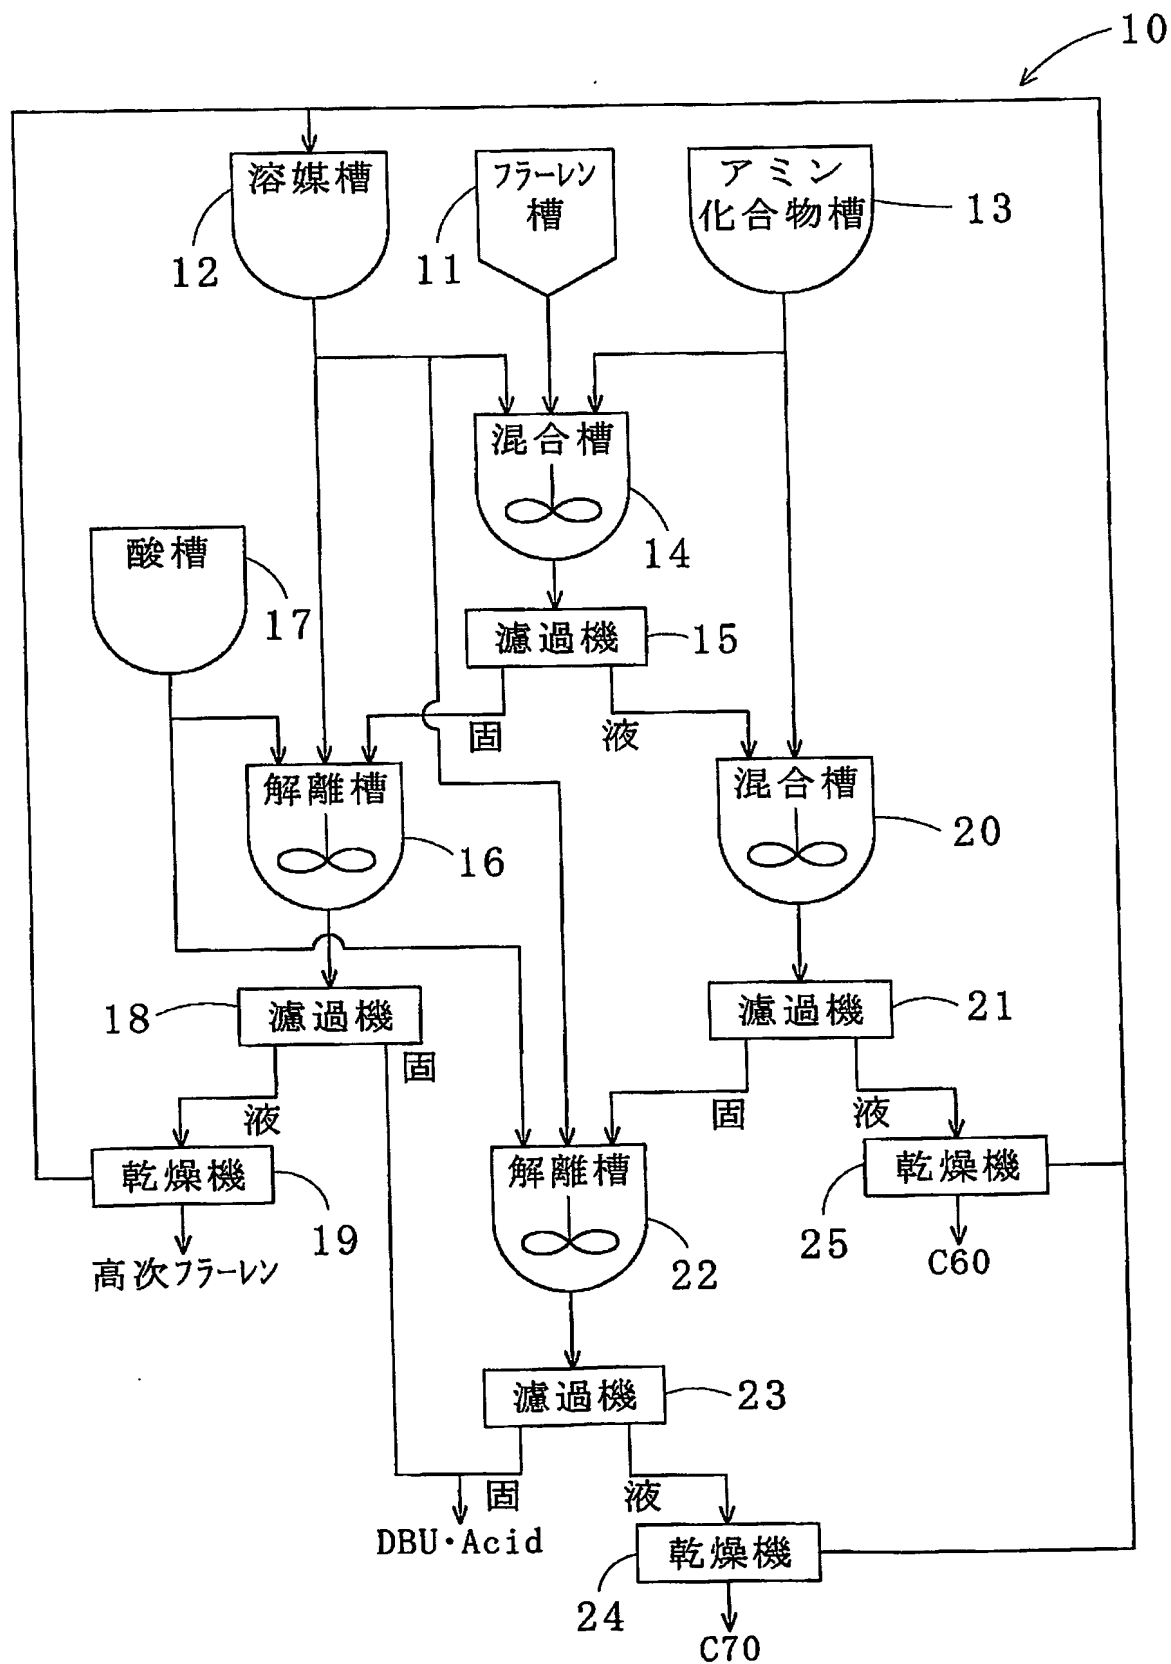 10
溶媒槽
12
フラーレン
槽
11
アミン
化合物槽
13
混合槽
14
酸槽
17
濾過機
15
固
液
解離槽
16
混合槽
20
濾過機
18
固
液
濾過機
21
固
液
乾燥機
19
高次フラーレン
解離槽
22
乾燥機
25
C60
濾過機
23
固
液
DBU・Acid
乾燥機
24
C70